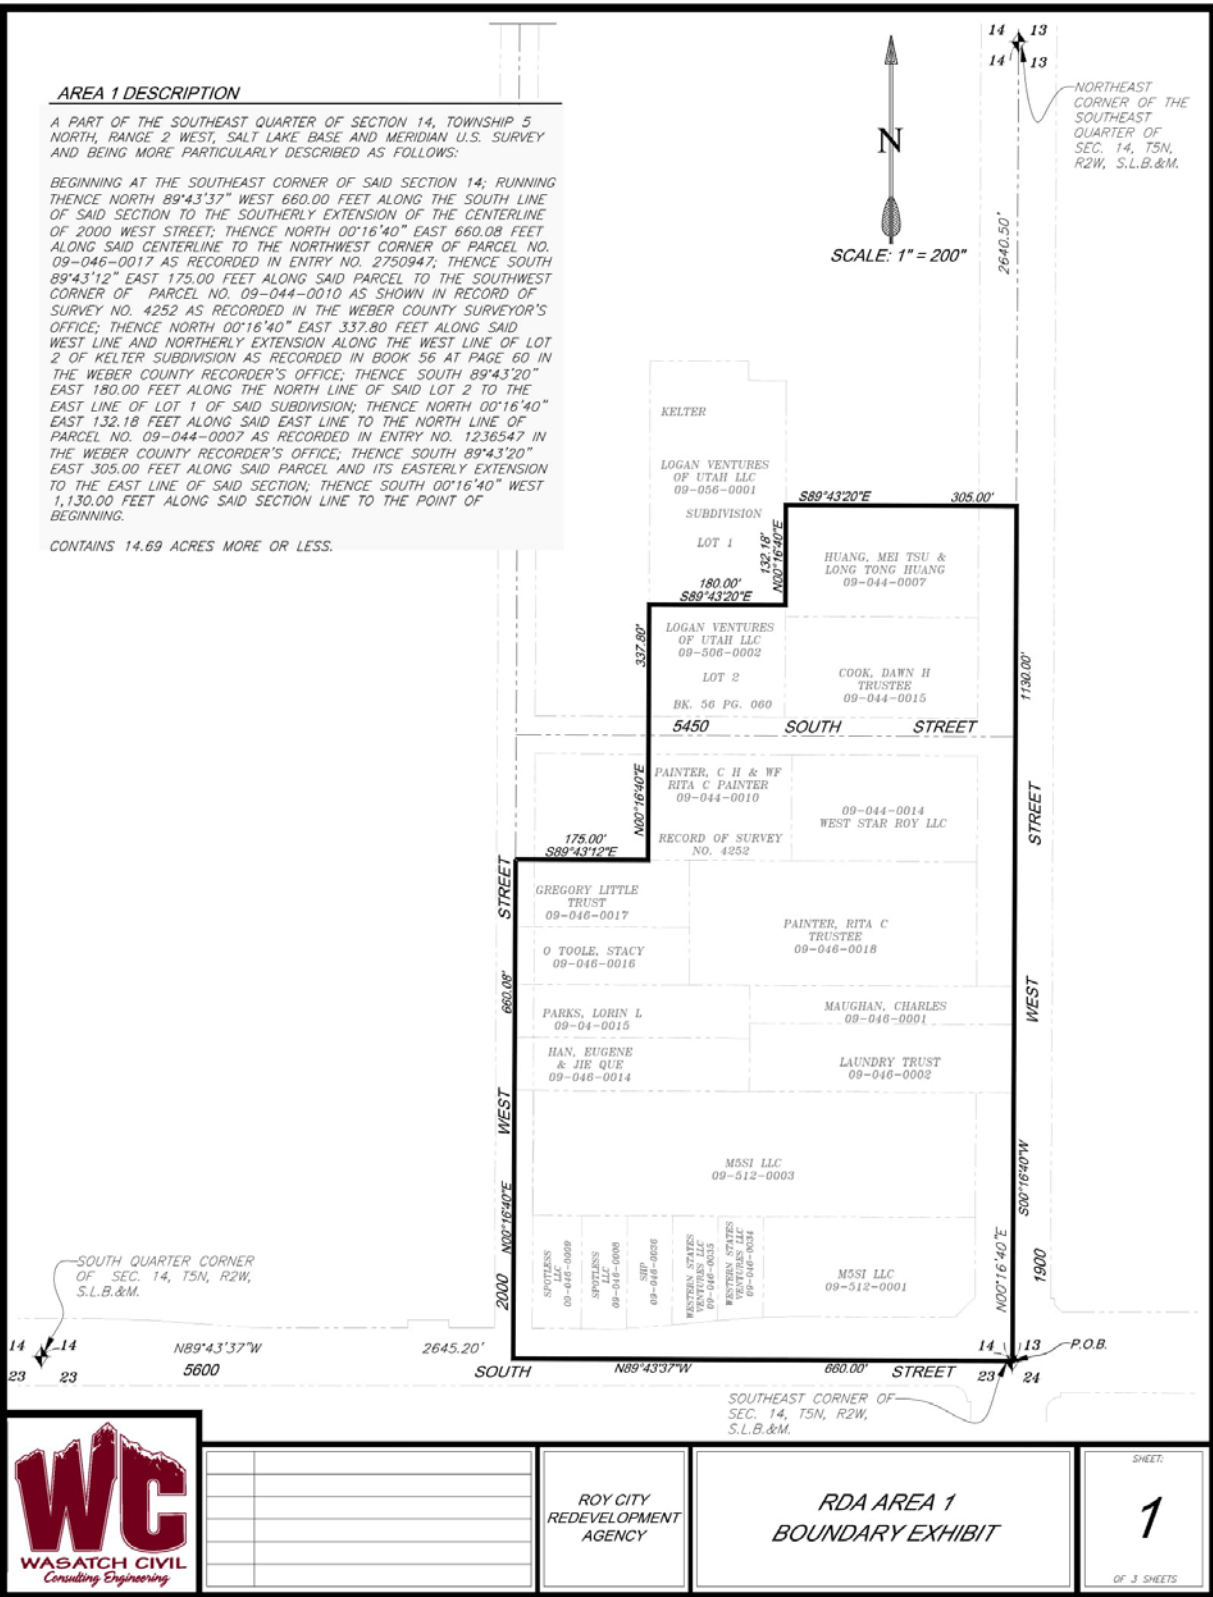 AREA 1 DESCRIPTION
A PART OF THE SOUTHEAST QUARTER OF SECTION 14, TOWNSHIP 5
NORTH, RANGE 2 WEST, SALT LAKE BASE AND MERIDIAN U.S. SURVEY
AND BEING MORE PARTICULARLY DESCRIBED AS FOLLOWS:
BEGINNING AT THE SOUTHEAST CORNER OF SAID SECTION 14; RUNNING
THENCE NORTH 89°43'37" WEST 660.00 FEET ALONG THE SOUTH LINE
OF SAID SECTION TO THE SOUTHERLY EXTENSION OF THE CENTERLINE
OF 2000 WEST STREET; THENCE NORTH 00°16'40" EAST 660.08 FEET
ALONG SAID CENTERLINE TO THE NORTHWEST CORNER OF PARCEL NO.
09-046-0017 AS RECORDED IN ENTRY NO. 2750947; THENCE SOUTH
89°43'12" EAST 175.00 FEET ALONG SAID PARCEL TO THE SOUTHWEST
CORNER OF PARCEL NO. 09-044-0010 AS SHOWN IN RECORD OF
SURVEY NO. 4252 AS RECORDED IN THE WEBER COUNTY SURVEYOR'S
OFFICE; THENCE NORTH 00°16'40" EAST 337.80 FEET ALONG SAID
WEST LINE AND NORTHERLY EXTENSION ALONG THE WEST LINE OF LOT
2 OF KELTER SUBDIVISION AS RECORDED IN BOOK 56 AT PAGE 60 IN
THE WEBER COUNTY RECORDER'S OFFICE; THENCE SOUTH 89°43'20"
EAST 180.00 FEET ALONG THE NORTH LINE OF SAID LOT 2 TO THE
EAST LINE OF LOT 1 OF SAID SUBDIVISION; THENCE NORTH 00°16'40"
EAST 132.18 FEET ALONG SAID EAST LINE TO THE NORTH LINE OF
PARCEL NO. 09-044-0007 AS RECORDED IN ENTRY NO. 1236547 IN
THE WEBER COUNTY RECORDER'S OFFICE; THENCE SOUTH 89°43'20"
EAST 305.00 FEET ALONG SAID PARCEL AND ITS EASTERLY EXTENSION
TO THE EAST LINE OF SAID SECTION; THENCE SOUTH 00°16'40" WEST
1,130.00 FEET ALONG SAID SECTION LINE TO THE POINT OF
BEGINNING.
CONTAINS 14.69 ACRES MORE OR LESS.
N
SCALE: 1" = 200"
14 13
14 13
NORTHEAST
CORNER OF THE
SOUTHEAST
QUARTER OF
SEC. 14, T5N,
R2W, S.L.B.&M.
2640.50'
KELTER
LOGAN VENTURES
OF UTAH LLC
09-056-0001
SUBDIVISION
LOT 1
S89°43'20"E 305.00'
132.18'
N00°16'40"E
HUANG, MEI TSU &
LONG TONG HUANG
09-044-0007
180.00'
S89°43'20"E
337.80'
N00°16'40"E
LOGAN VENTURES
OF UTAH LLC
09-506-0002
LOT 2
BK. 56 PG. 060
COOK, DAWN H
TRUSTEE
09-044-0015
1130.00'
5450 SOUTH STREET
PAINTER, C H & WF
RITA C PAINTER
09-044-0010
RECORD OF SURVEY
NO. 4252
09-044-0014
WEST STAR ROY LLC
175.00'
S89°43'12"E
GREGORY LITTLE
TRUST
09-046-0017
O TOOLE, STACY
09-046-0016
PAINTER, RITA C
TRUSTEE
09-046-0018
PARKS, LORIN L
09-04-0015
MAUGHAN, CHARLES
09-046-0001
HAN, EUGENE
& JIE QUE
09-046-0014
LAUNDRY TRUST
09-046-0002
M5SI LLC
09-512-0003
SPOTLESS
LLC
09-046-0009
SPOTLESS
LLC
09-046-0008
SHP
09-046-0036
WESTERN STATES
VENTURES LLC
09-046-0035
WESTERN STATES
VENTURES LLC
09-046-0034
M5SI LLC
09-512-0001
2000 WEST STREET
N00°16'40"E 660.08'
1900 WEST STREET
S00°16'40"W
N00°16'40"E
SOUTH QUARTER CORNER
OF SEC. 14, T5N, R2W,
S.L.B.&M.
14 14
23 23
N89°43'37"W 2645.20'
5600 SOUTH STREET
N89°43'37"W 660.00'
14 13
23 24
P.O.B.
SOUTHEAST CORNER OF
SEC. 14, T5N, R2W,
S.L.B.&M.
WC
WASATCH CIVIL
Consulting Engineering
ROY CITY
REDEVELOPMENT
AGENCY
RDA AREA 1
BOUNDARY EXHIBIT
SHEET:
1
OF 3 SHEETS